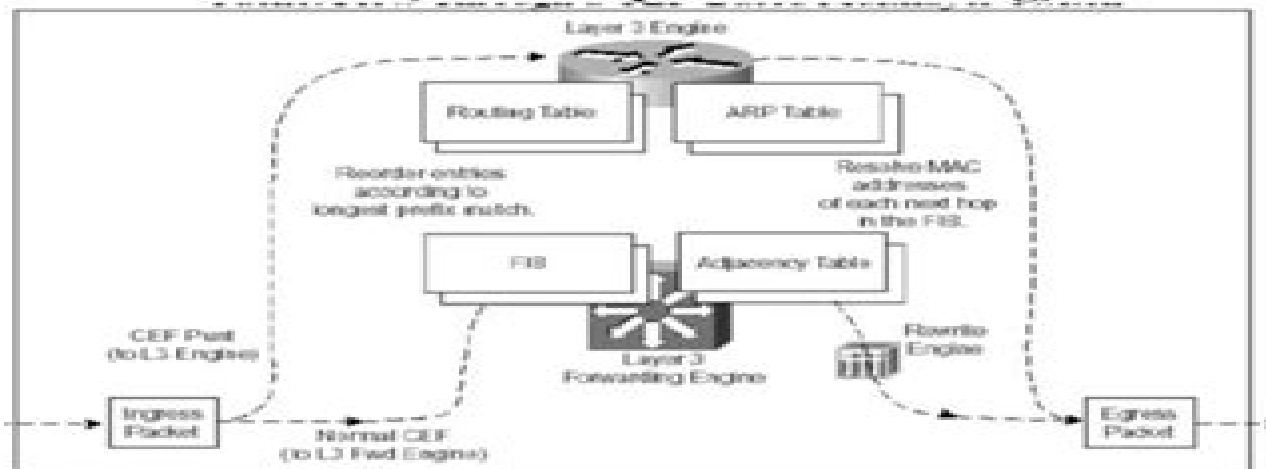 Layer 3 Engine
Routing Table
ARP Table
Reorder entries
according to
longest prefix match.
Resolve MAC
addresses
of each next hop
in the FIB.
FIB
Adjacency Table
CEF Punt
(to L3 Engine)
Layer 3
Forwarding Engine
Rewrite
Engine
Ingress
Packet
Normal CEF
(to L3 Fwd Engine)
Egress
Packet